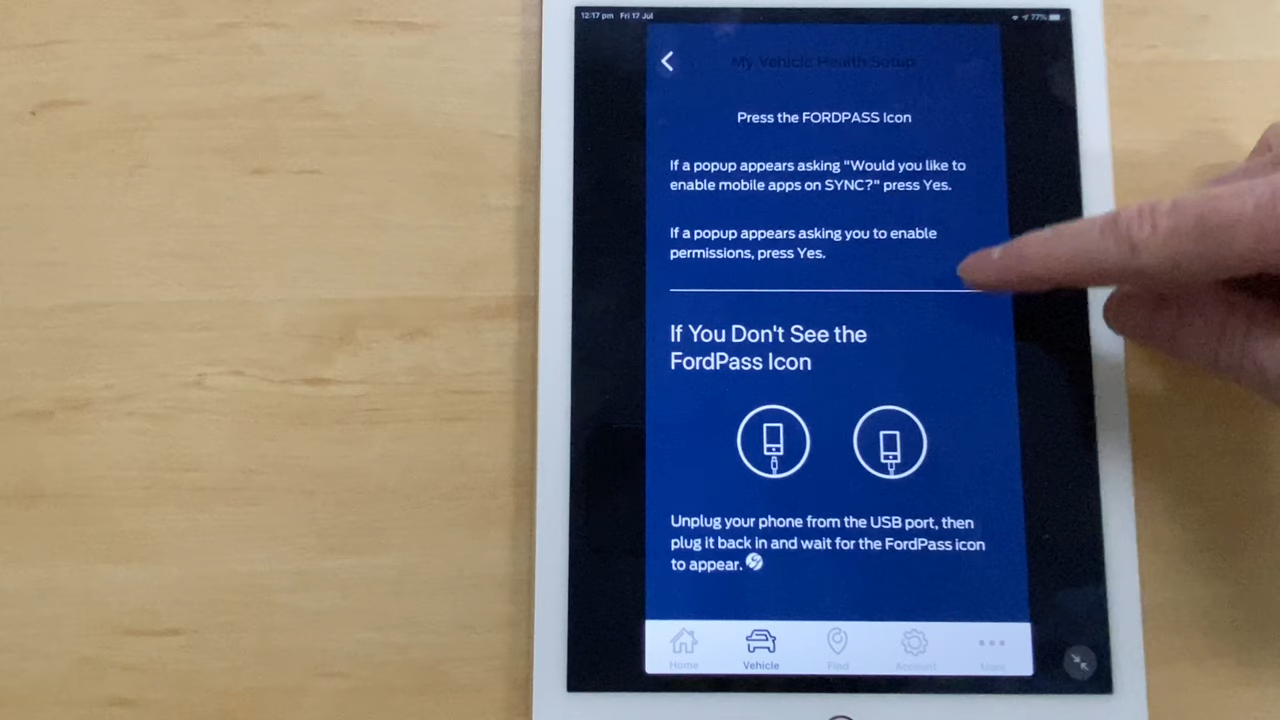 12:17 pm Fri 17 Jul
77%
My Vehicle Health Setup
Press the FORDPASS Icon
If a popup appears asking "Would you like to
enable mobile apps on SYNC?" press Yes.
If a popup appears asking you to enable
permissions, press Yes.
If You Don't See the
FordPass Icon
Unplug your phone from the USB port, then
plug it back in and wait for the FordPass icon
to appear.
Home Vehicle Find Account More